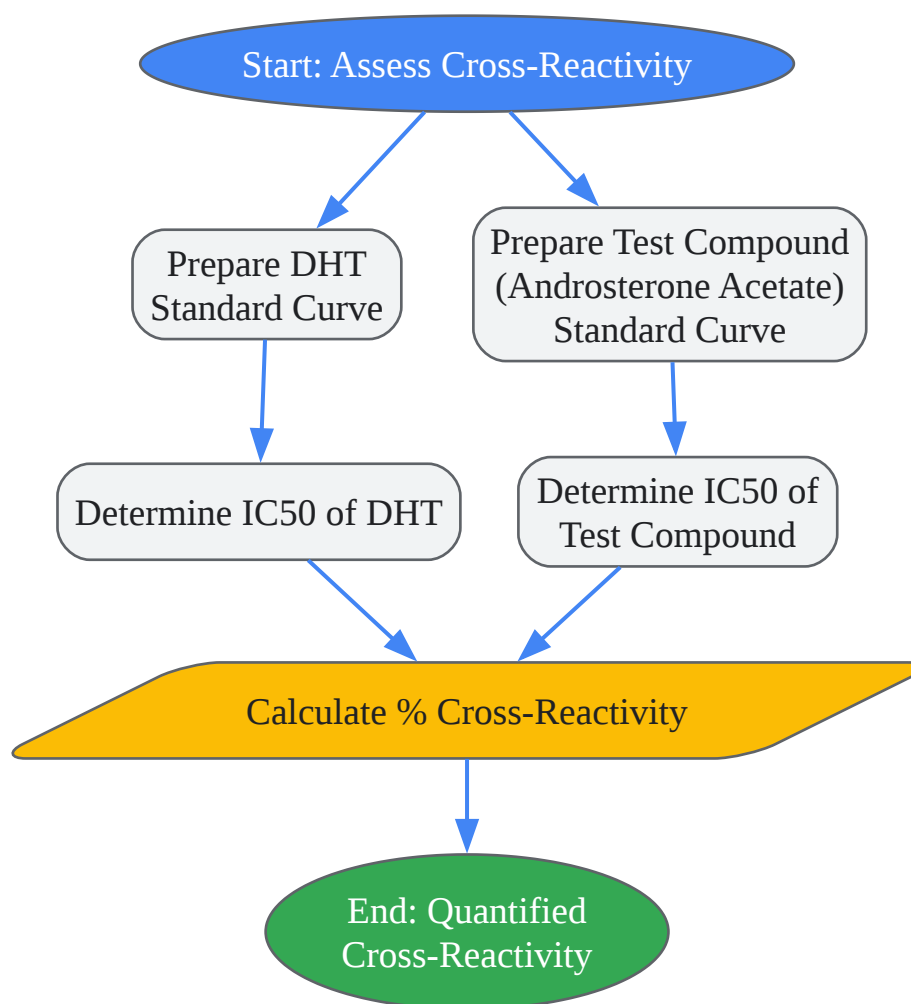 Start: Assess Cross-Reactivity
Prepare DHT
Standard Curve
Prepare Test Compound
(Androsterone Acetate)
Standard Curve
Determine IC50 of DHT
Determine IC50 of
Test Compound
Calculate % Cross-Reactivity
End: Quantified
Cross-Reactivity